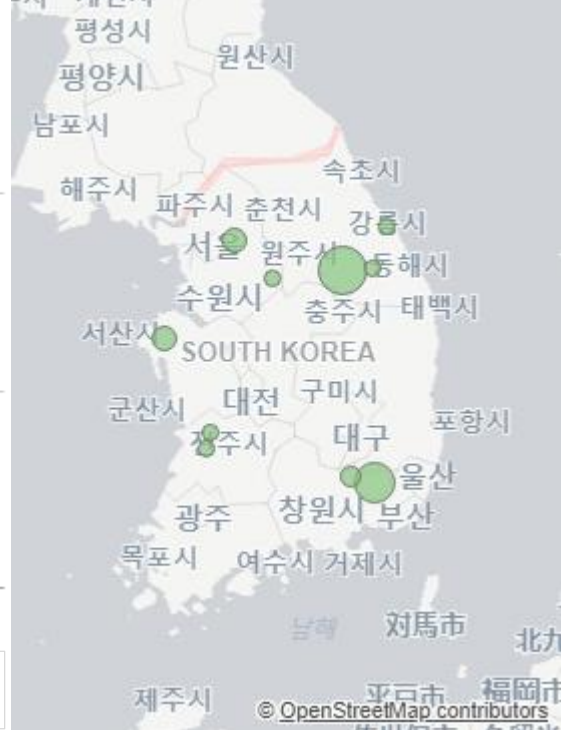 평성시
원산시
평양시
남포시
속초시
해주시
파주시 춘천시
강릉시
서울 원주시
동해시
수원시
충주시 태백시
서산시
SOUTH KOREA
대전 구미시
군산시
포항시
대구
전주시
울산
창원시 부산
광주
목포시 여수시 거제시
남해
対馬市
北九
제주시 平戸市 福岡市
© OpenStreetMap contributors